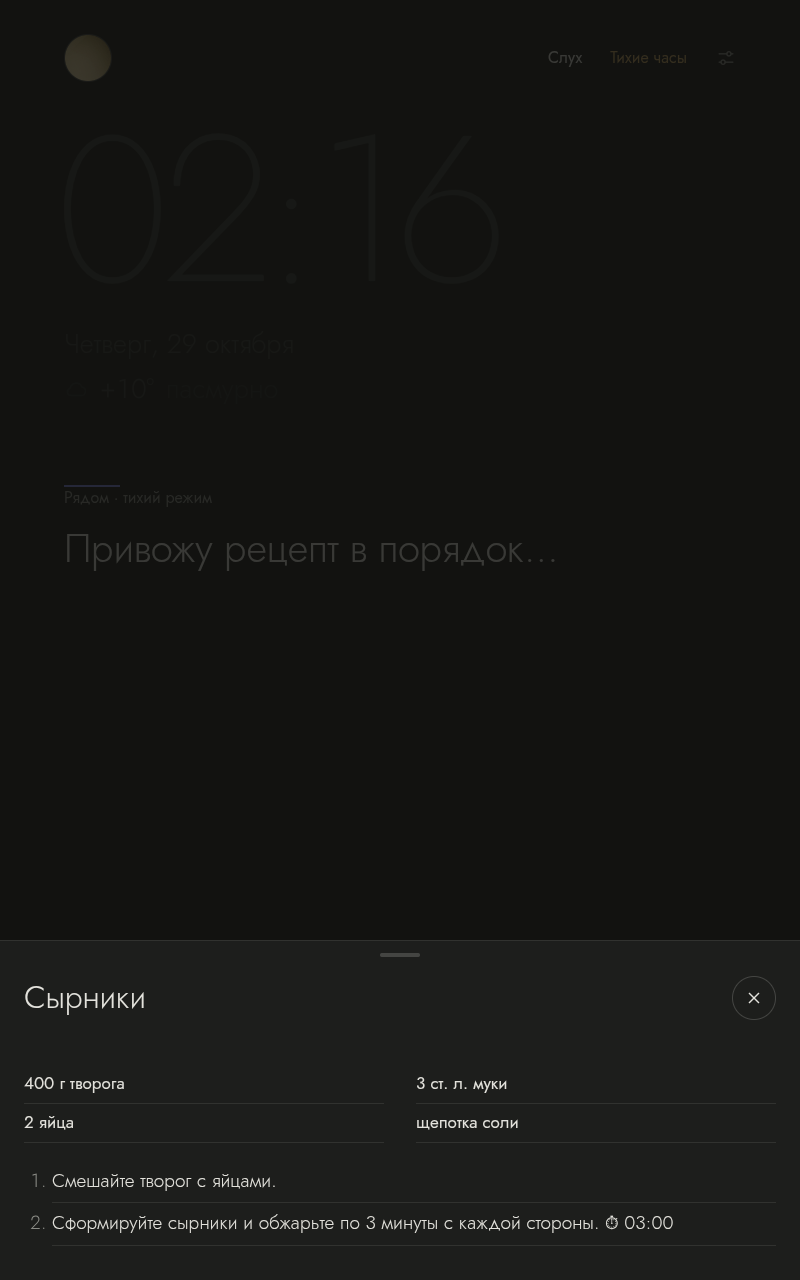 Слух Тихие часы
02:16
Четверг, 29 октября
+10°
Рядом · тихий режим
Привожу рецепт в порядок...
Сырники
400 г творога
3 ст. л. муки
2 яйца
щепотка соли
1. Смешайте творог с яйцами.
2. Сформируйте сырники и обжарьте по 3 минуты с каждой стороны. ⏱ 03:00